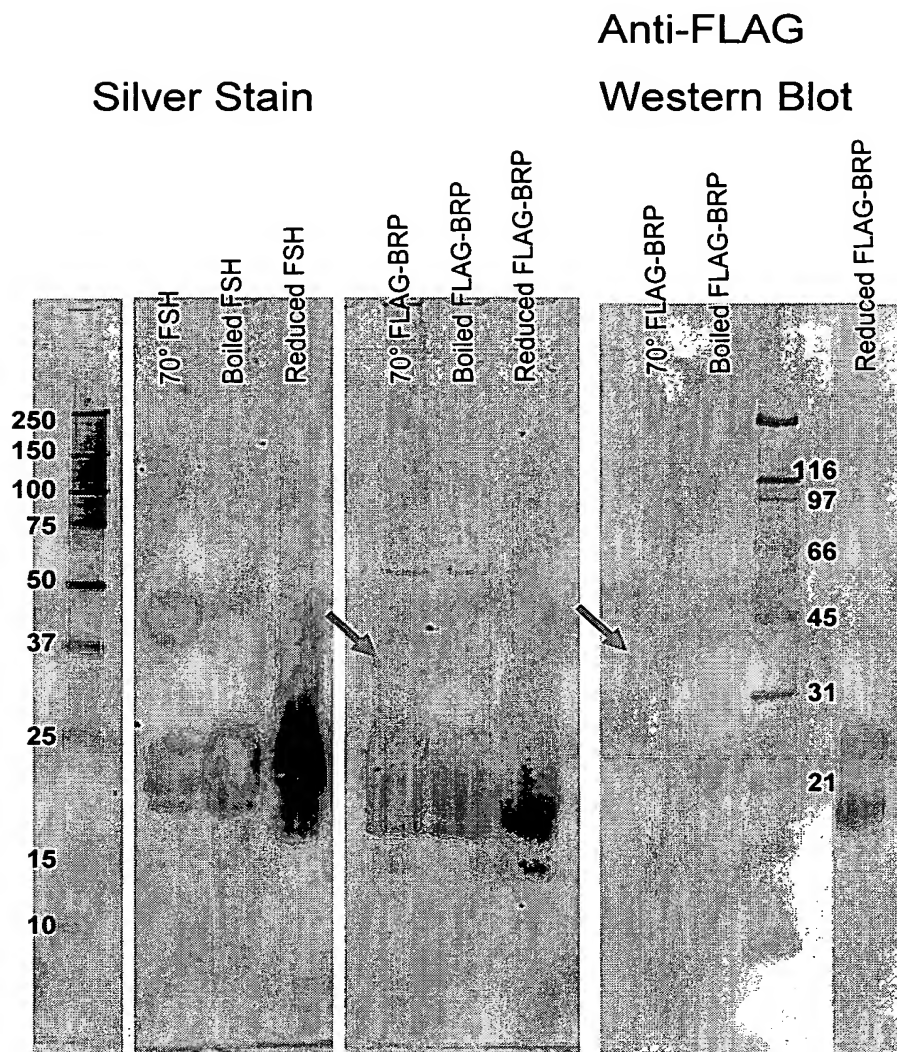 Silver Stain
Anti-FLAG
Western Blot
70° FSH
Boiled FSH
Reduced FSH
70° FLAG-BRP
Boiled FLAG-BRP
Reduced FLAG-BRP
70° FLAG-BRP
Boiled FLAG-BRP
Reduced FLAG-BRP
250
150
100
75
50
37
25
15
10
116
97
66
45
31
21